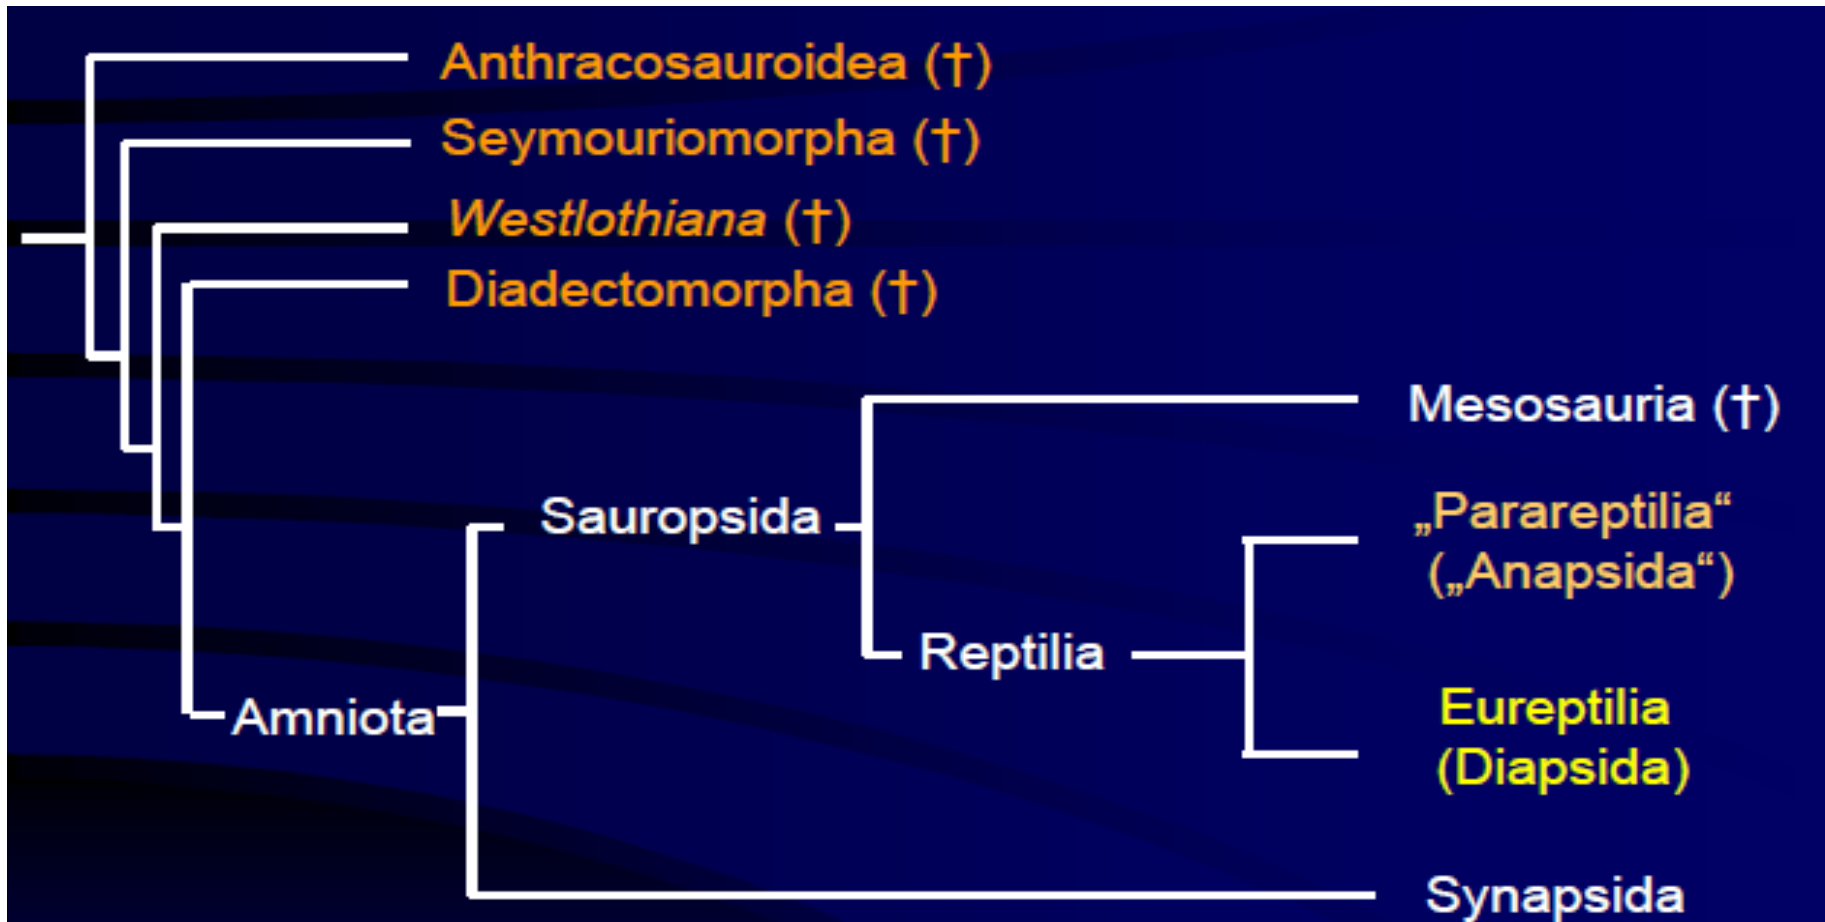 Anthracosauroidea (†)
Seymouriomorpha (†)
Westlothiana (†)
Diadectomorpha (†)
Mesosauria (†)
„Parareptilia“
(„Anapsida“)
Sauropsida
Reptilia
Eureptilia
(Diapsida)
Amniota
Synapsida